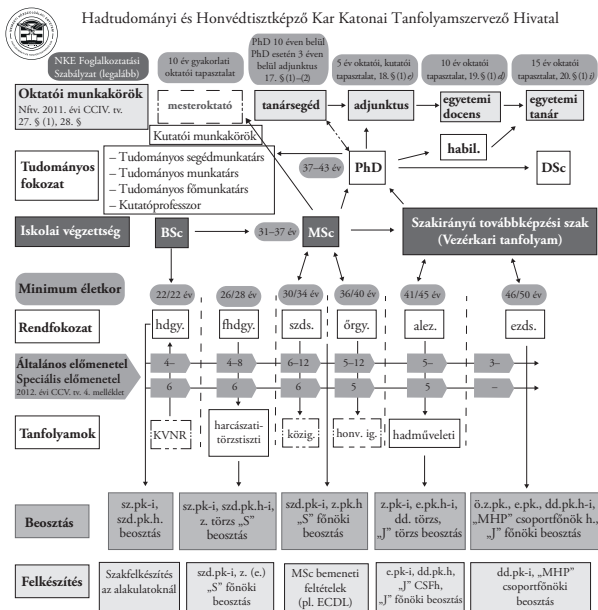 Hadtudományi és Honvédtisztképző Kar Katonai Tanfolyamszervező Hivatal
NKE Foglalkoztatási
Szabályzat (legalább)
10 év gyakorlati
oktatói tapasztalat
PhD 10 éven belül
PhD esetén 3 éven
belül adjunktus
17. § (1)–(2)
5 év oktatói, kutatói
tapasztalat, 18. § (1) e)
10 év oktatói
tapasztalat, 19. § (1) d)
15 év oktatói
tapasztalat, 20. § (1) i)
Oktatói munkakörök
Nftv. 2011. évi CCIV. tv.
27. § (1), 28. §
mesteroktató
tanársegéd
adjunktus
egyetemi
docens
egyetemi
tanár
Kutatói munkakörök
– Tudományos segédmunkatárs
– Tudományos munkatárs
– Tudományos főmunkatárs
– Kutatóprofesszor
habil.
Tudományos
fokozat
37–43 év
PhD
DSc
Iskolai végzettség
BSc
31–37 év
MSc
Szakirányú továbbképzési szak
(Vezérkari tanfolyam)
Minimum életkor
22/22 év
26/28 év
30/34 év
36/40 év
41/45 év
46/50 év
Rendfokozat
hdgy.
fhdgy.
szds.
őrgy.
alez.
ezds.
Általános előmenetel
Speciális előmenetel
2012. évi CCV. tv. 4. melléklet
4–
4–8
6–12
5–12
5–
3–
6
6
6
5
5
–
Tanfolyamok
KVNR
harcászati-
törzstiszti
közig.
honv. ig.
hadműveleti
Beosztás
sz.pk-i,
szd.pk.h.
beosztás
sz.pk-i, szd.pk.h-i,
z. törzs „S”
beosztás
szd.pk-i, z.pk.h
„S” főnöki
beosztás
z.pk-i, e.pk.h-i,
dd. törzs,
„J” törzs beosztás
ö.z.pk., e.pk., dd.pk.h-i,
„MHP” csoportfőnök h.,
„J” főnöki beosztás
Felkészítés
Szakfelkészítés
az alakulatoknál
szd.pk-i, z. (e.)
„S” főnöki
beosztás
MSc bemeneti
feltételek
(pl. ECDL)
e.pk-i, dd.pk.h,
„J” CSFh,
„J” főnöki beosztás
dd.pk-i, „MHP”
csoportfőnöki
beosztás